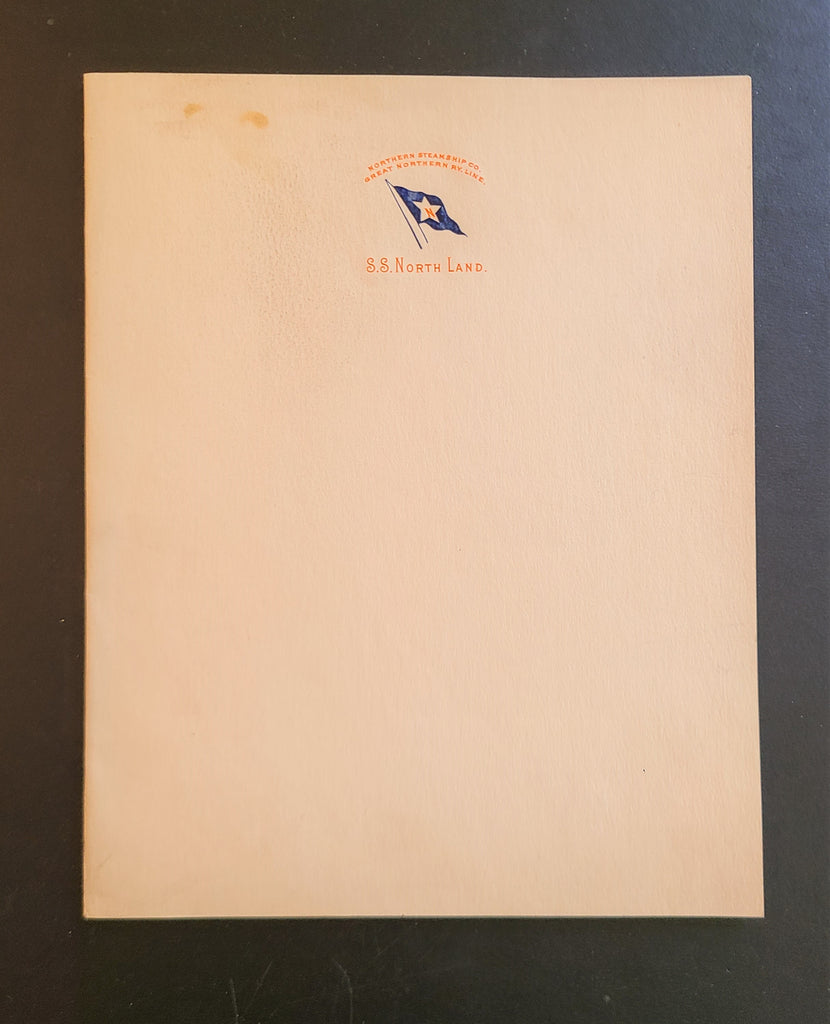 NORTHERN STEAMSHIP CO.
GREAT NORTHERN RY. LINE.
N
S.S. NORTH LAND.